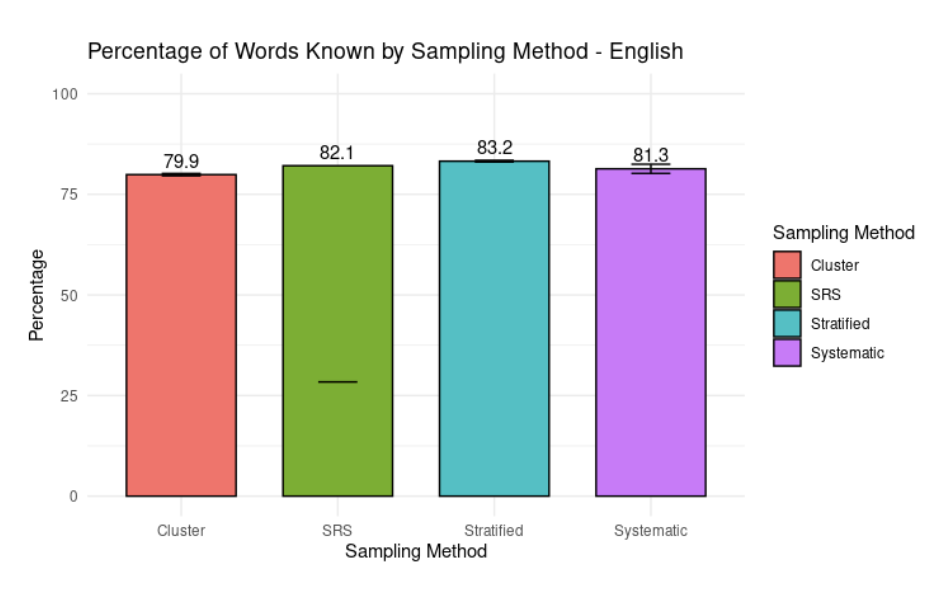 Percentage of Words Known by Sampling Method - English
100
75
50
25
0
Percentage
79.9
82.1
83.2
81.3
Cluster
SRS
Stratified
Systematic
Sampling Method
Sampling Method
Cluster
SRS
Stratified
Systematic